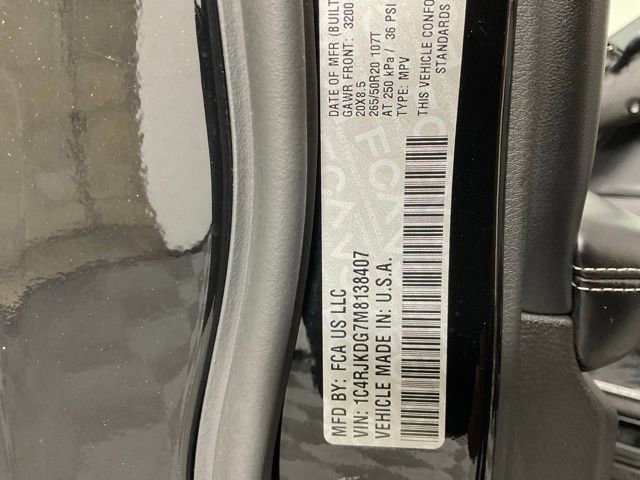 MFD BY: FCA US LLC
DATE OF MFR (BUILT
GAWR FRONT: 3200
20X8.5
265/50R20 107T
AT 250 kPa / 36 PSI
VIN: 1C4RJKDG7M8138407
TYPE: MPV
VEHICLE MADE IN: U.S.A.
THIS VEHICLE CONFO
STANDARDS
FCA